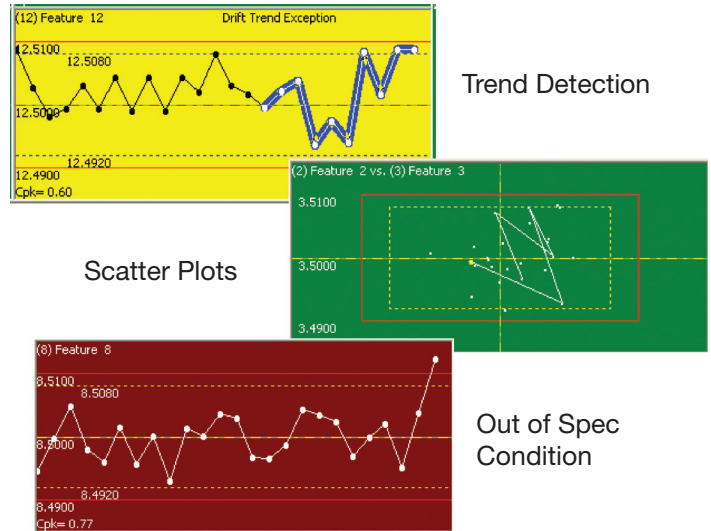 (12) Feature 12 Drift Trend Exception
12.5100
12.5080
12.5000
12.4920
12.4900
Cpk= 0.60
Trend Detection
(2) Feature 2 vs. (3) Feature 3
3.5100
3.5000
3.4900
Scatter Plots
(8) Feature 8
8.5100
8.5080
8.5000
8.4920
8.4900
Cpk= 0.77
Out of Spec
Condition